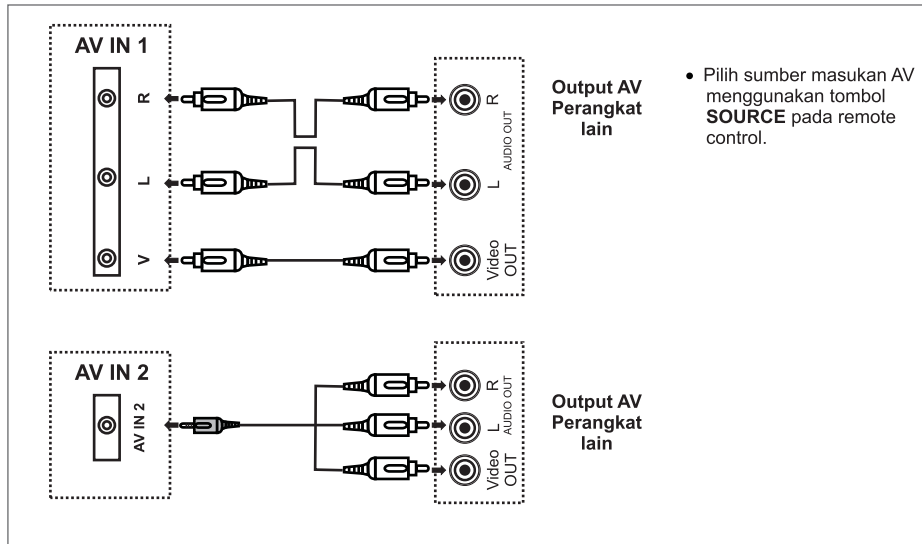 AV IN 1
R
L
V
R
AUDIO OUT
L
Video
OUT
Output AV
Perangkat
lain
• Pilih sumber masukan AV
menggunakan tombol
SOURCE pada remote
control.
AV IN 2
AV IN 2
R
AUDIO OUT
L
Video
OUT
Output AV
Perangkat
lain